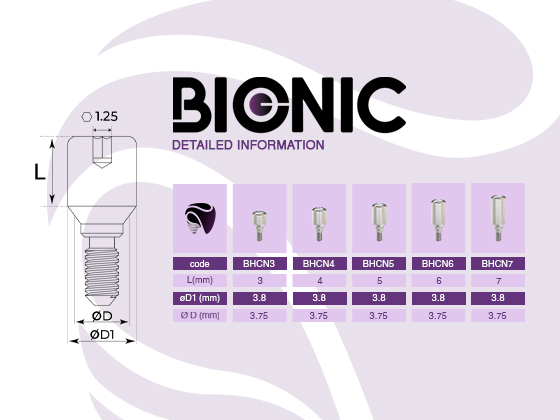 BIONIC
DETAILED INFORMATION
1.25
L
ØD
ØD1
code BHCN3 BHCN4 BHCN5 BHCN6 BHCN7
L(mm) 3 4 5 6 7
øD1 (mm) 3.8 3.8 3.8 3.8 3.8
Ø D (mm) 3.75 3.75 3.75 3.75 3.75